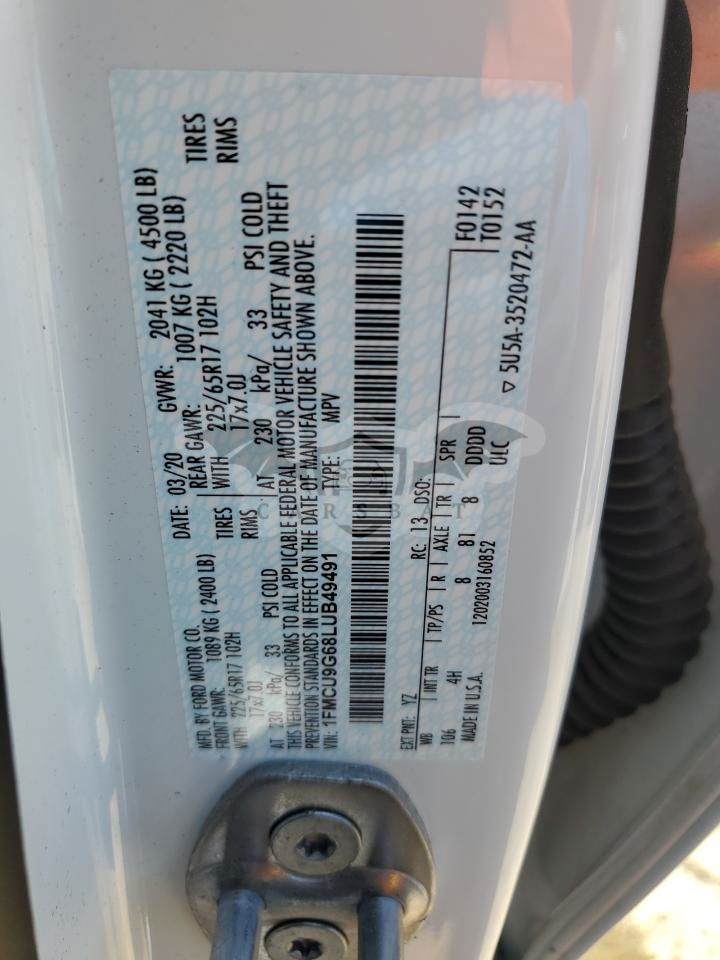 MFD. BY FORD MOTOR CO.
DATE: 03/20 GVWR: 2041 KG ( 4500 LB)
FRONT GAWR: 1089 KG ( 2400 LB) REAR GAWR: 1007 KG ( 2220 LB)
WITH 225/65R17 102H TIRES WITH 225/65R17 102H TIRES
17x7.0J RIMS 17x7.0J RIMS
AT 230 kPa/ 33 PSI COLD AT 230 kPa/ 33 PSI COLD
THIS VEHICLE CONFORMS TO ALL APPLICABLE FEDERAL MOTOR VEHICLE SAFETY AND THEFT
PREVENTION STANDARDS IN EFFECT ON THE DATE OF MANUFACTURE SHOWN ABOVE.
VIN: 1FMCU9G68LUB49491 TYPE: MPV
CARSBAT
EXT PNT: YZ RC: 13 DSO: F0142
T0152
WB INT TR TP/PS R AXLE TR SPR
106 4H 8 81 8 DDDD
MADE IN U.S.A. 1202003160852 ULC
▽ 5U5A-3520472-AA